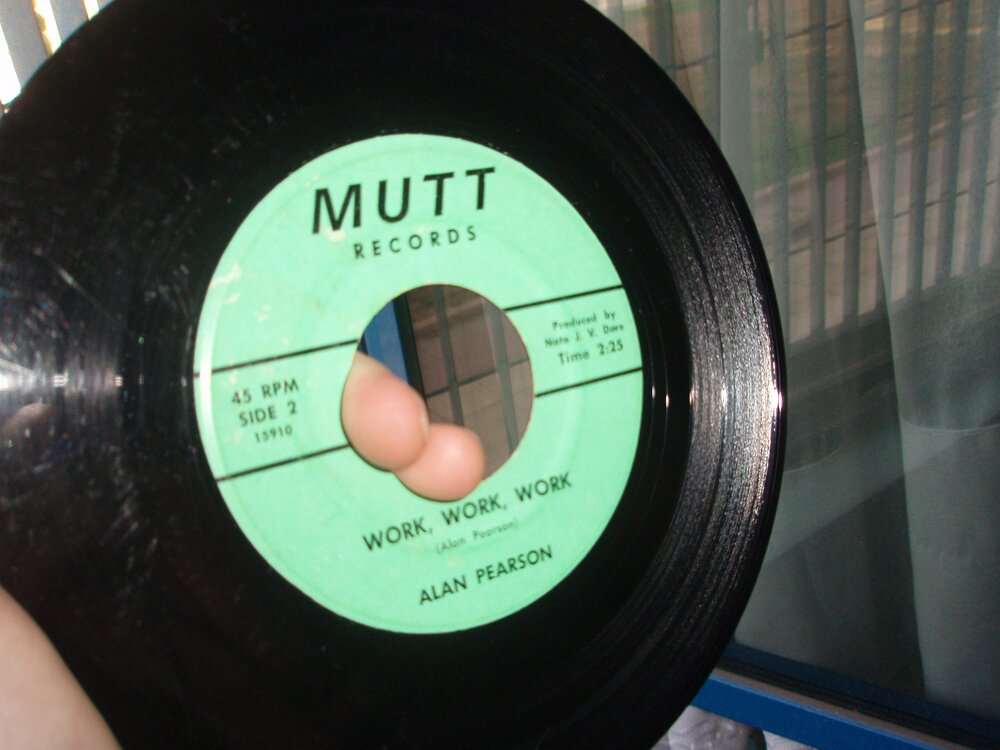 MUTT
RECORDS
Produced by
Nate J. V. Dore
Time 2:25
45 RPM
SIDE 2
15910
WORK, WORK, WORK
(Alan Pearson)
ALAN PEARSON